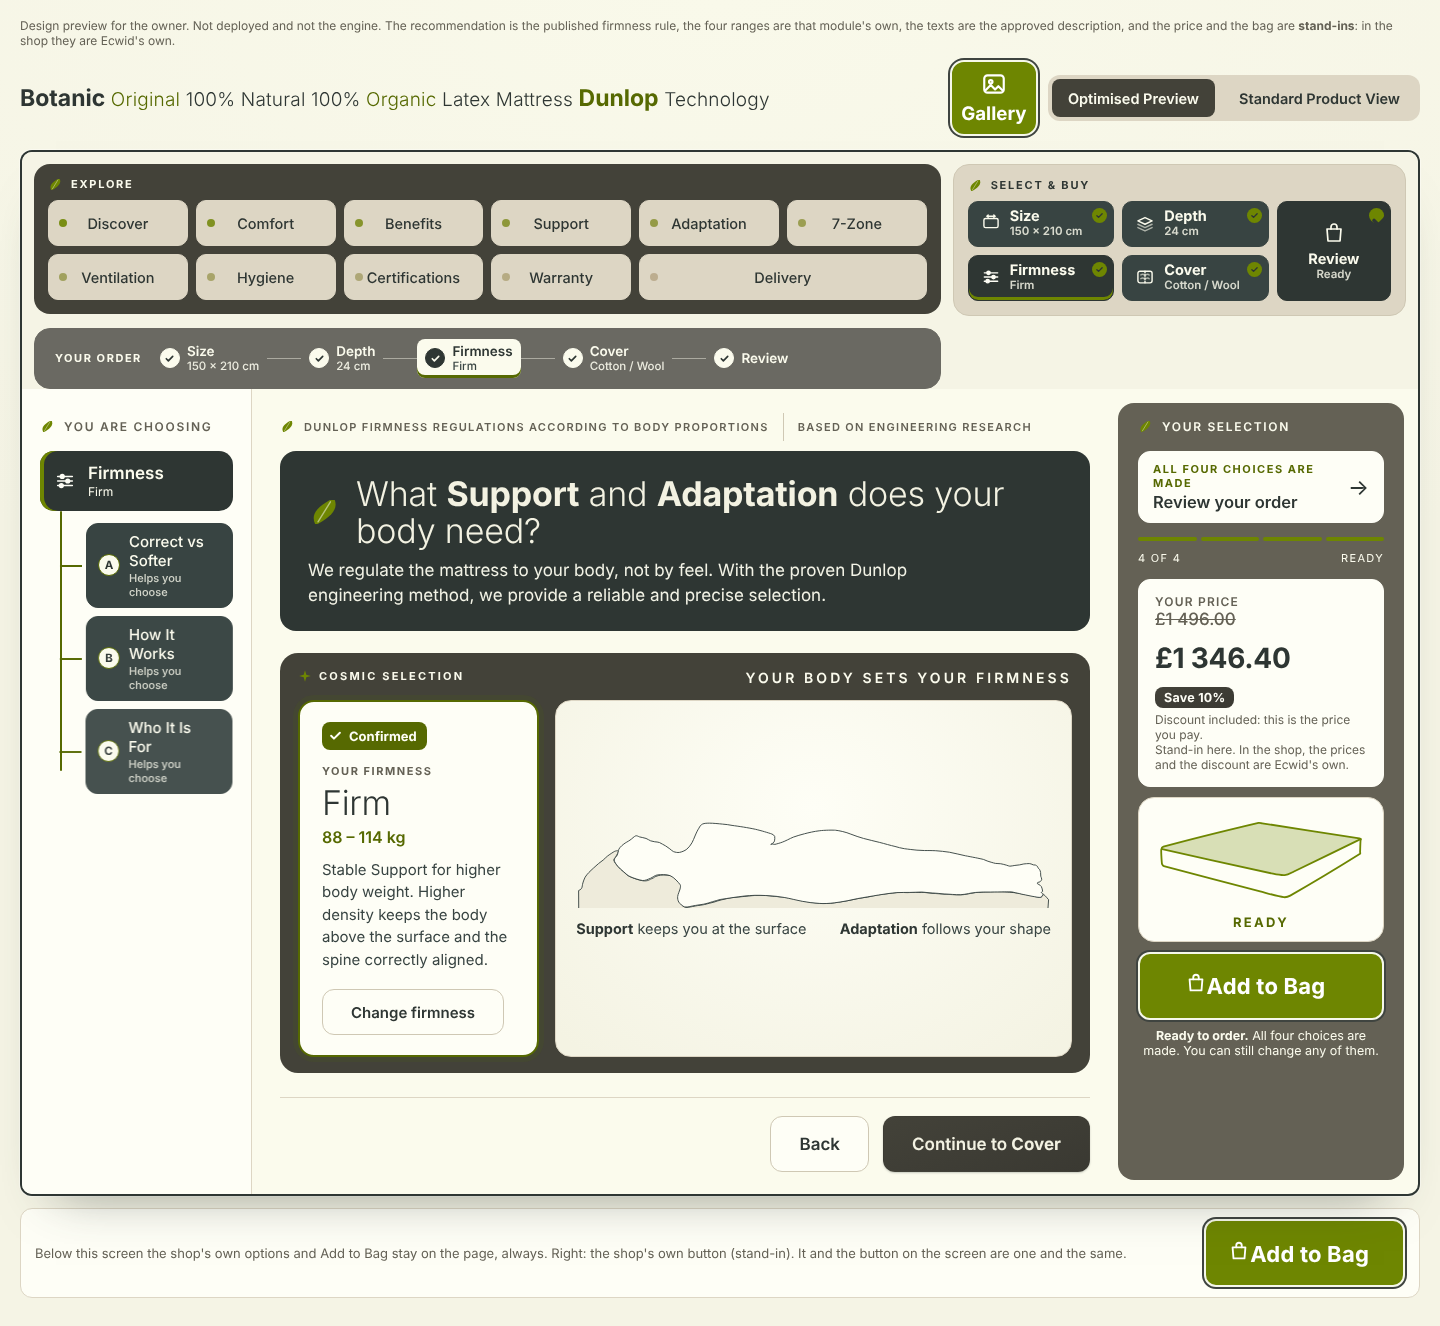 Design preview for the owner. Not deployed and not the engine. The recommendation is the published firmness rule, the four ranges are that module's own, the texts are the approved description, and the price and the bag are stand-ins: in the
shop they are Ecwid's own.
Botanic Original 100% Natural 100% Organic Latex Mattress Dunlop Technology
Gallery
Optimised Preview
Standard Product View
EXPLORE
Discover
Comfort
Benefits
Support
Adaptation
7-Zone
Ventilation
Hygiene
Certifications
Warranty
Delivery
SELECT & BUY
Size
150 × 210 cm
Depth
24 cm
Firmness
Firm
Cover
Cotton / Wool
Review
Ready
YOUR ORDER
Size
150 × 210 cm
Depth
24 cm
Firmness
Firm
Cover
Cotton / Wool
Review
YOU ARE CHOOSING
Firmness
Firm
A
Correct vs
Softer
Helps you
choose
B
How It
Works
Helps you
choose
C
Who It Is
For
Helps you
choose
DUNLOP FIRMNESS REGULATIONS ACCORDING TO BODY PROPORTIONS
BASED ON ENGINEERING RESEARCH
What Support and Adaptation does your
body need?
We regulate the mattress to your body, not by feel. With the proven Dunlop
engineering method, we provide a reliable and precise selection.
COSMIC SELECTION
YOUR BODY SETS YOUR FIRMNESS
Confirmed
YOUR FIRMNESS
Firm
88 – 114 kg
Stable Support for higher
body weight. Higher
density keeps the body
above the surface and the
spine correctly aligned.
Change firmness
Support keeps you at the surface
Adaptation follows your shape
Back
Continue to Cover
YOUR SELECTION
ALL FOUR CHOICES ARE
MADE
Review your order
4 OF 4
READY
YOUR PRICE
£1 496.00
£1 346.40
Save 10%
Discount included: this is the price
you pay.
Stand-in here. In the shop, the prices
and the discount are Ecwid's own.
READY
Add to Bag
Ready to order. All four choices are
made. You can still change any of them.
Below this screen the shop's own options and Add to Bag stay on the page, always. Right: the shop's own button (stand-in). It and the button on the screen are one and the same.
Add to Bag